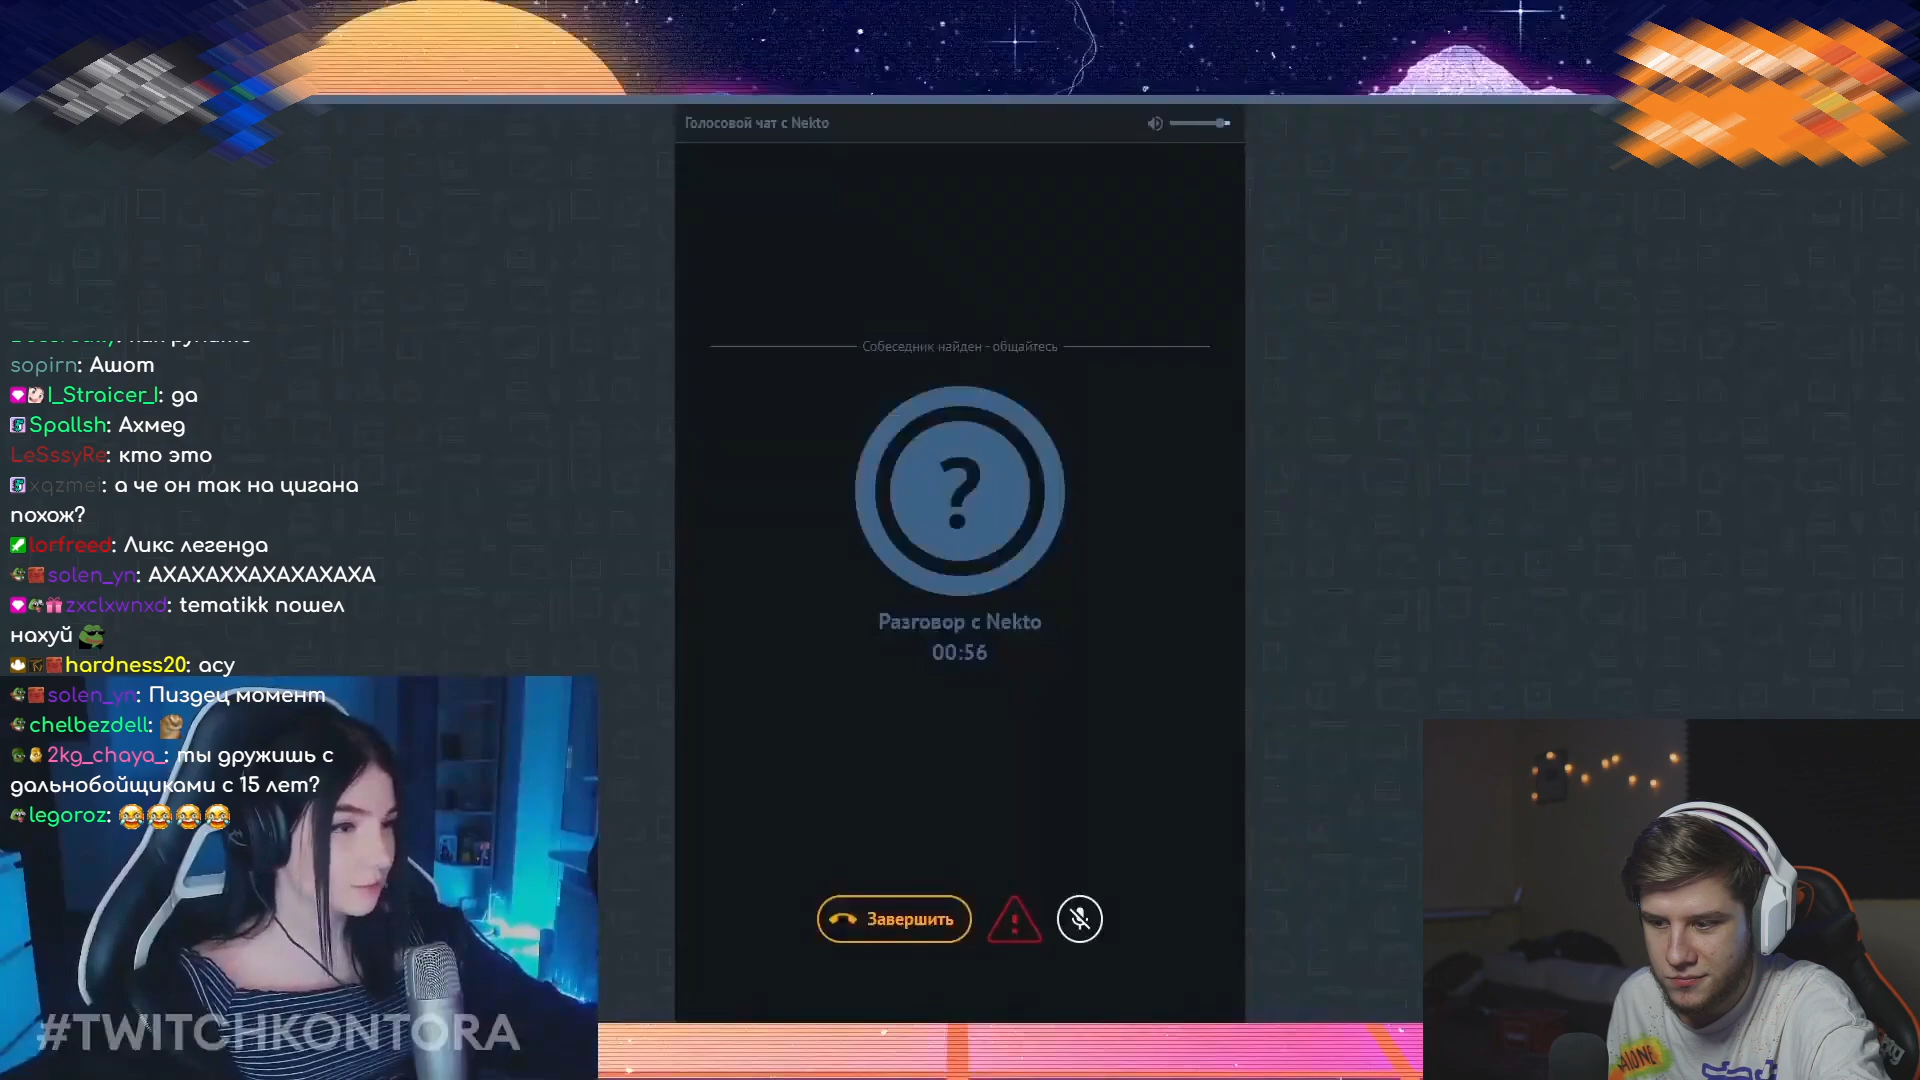 Голосовой чат с Nekto
Собеседник найден - общайтесь
?
Разговор с Nekto
00:56
Завершить
sopirn: Ашот
I_Straicer_I: да
Spallsh: Ахмед
LeSssyRe: кто это
xqzmei: а че он так на цигана
похож?
lorfreed: Ликс легенда
solen_yn: АХАХАХХАХАХАХАХА
zxclxwnxd: tematikk пошел
нахуй
hardness20: асу
solen_yn: Пиздец момент
chelbezdell:
2kg_chaya_: ты дружишь с
дальнобойщиками с 15 лет?
legoroz:
#TWITCHKONTORA